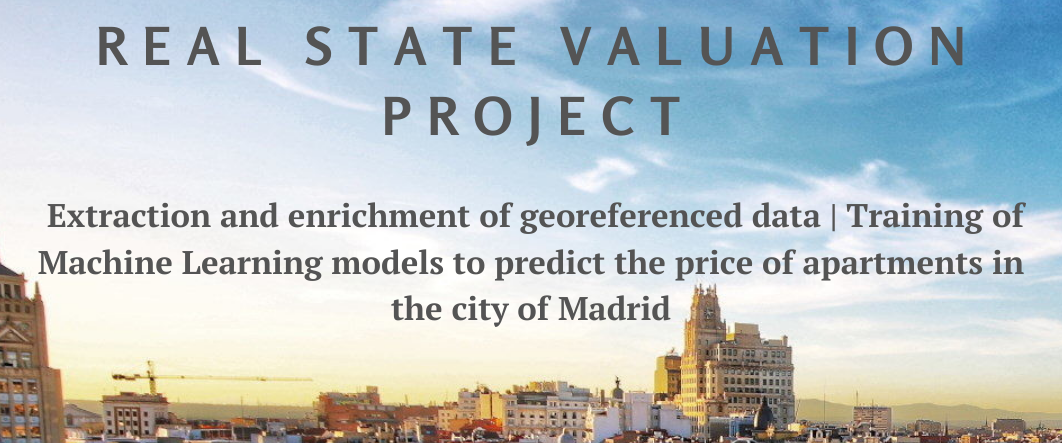 REAL STATE VALUATION
PROJECT
Extraction and enrichment of georeferenced data | Training of
Machine Learning models to predict the price of apartments in
the city of Madrid